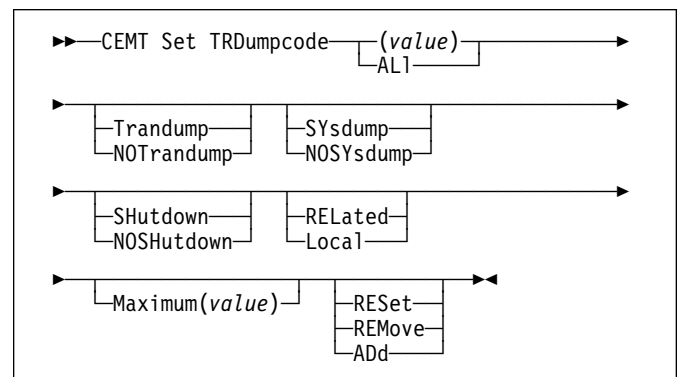 CEMT Set TRDumpcode (value)
ALl
Trandump SYsdump
NOTrandump NOSYsdump
SHutdown RELated
NOSHutdown Local
Maximum(value) RESet
REMove
ADd